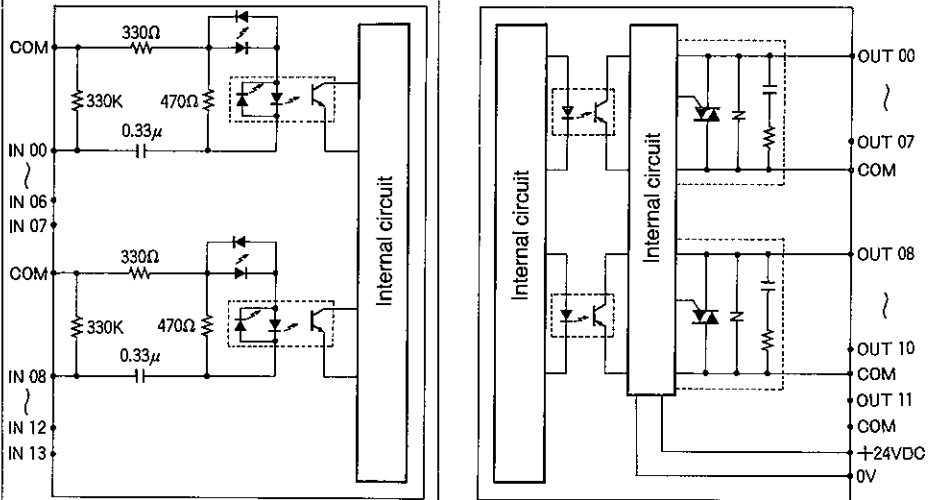 COM
330Ω
330K
470Ω
0.33μ
IN 00
IN 06
IN 07
COM
330Ω
330K
470Ω
0.33μ
IN 08
IN 12
IN 13
Internal circuit
Internal circuit
Internal circuit
OUT 00
OUT 07
COM
OUT 08
OUT 10
COM
OUT 11
COM
+24VDC
0V